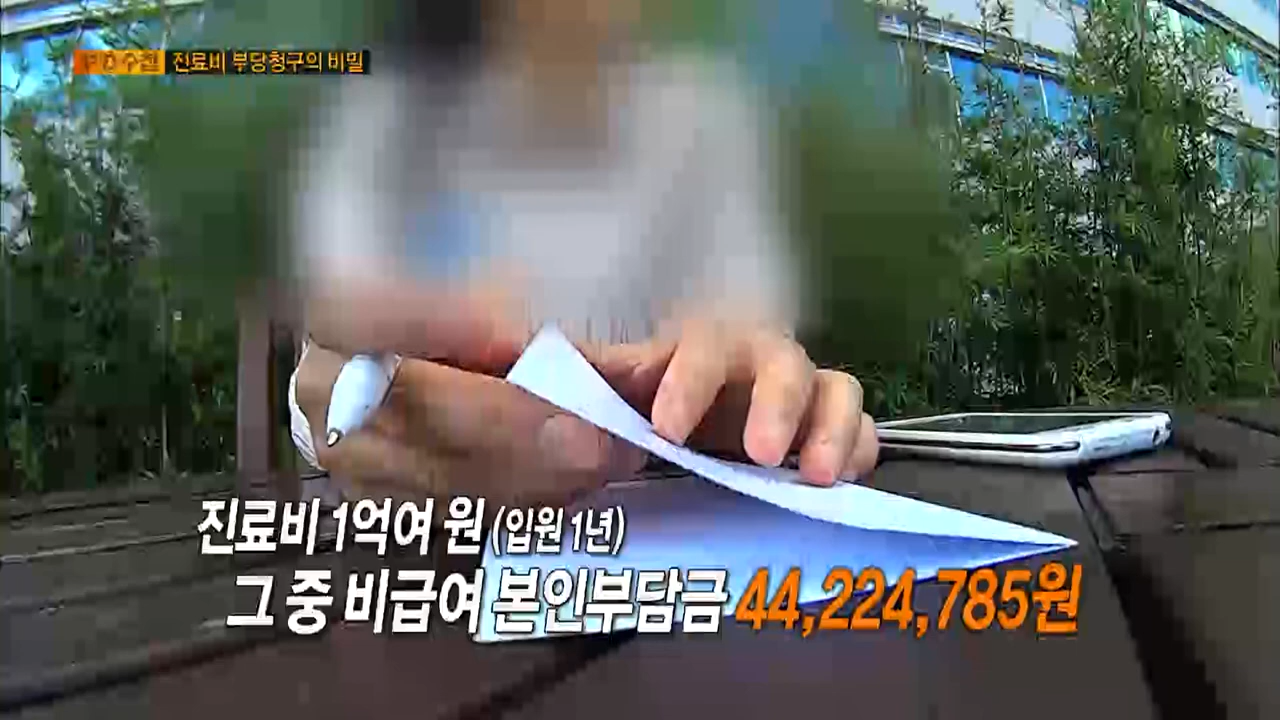 PD수첩 진료비 부당청구의 비밀
진료비 1억여 원 (입원 1년)
그 중 비급여 본인부담금 44,224,785원